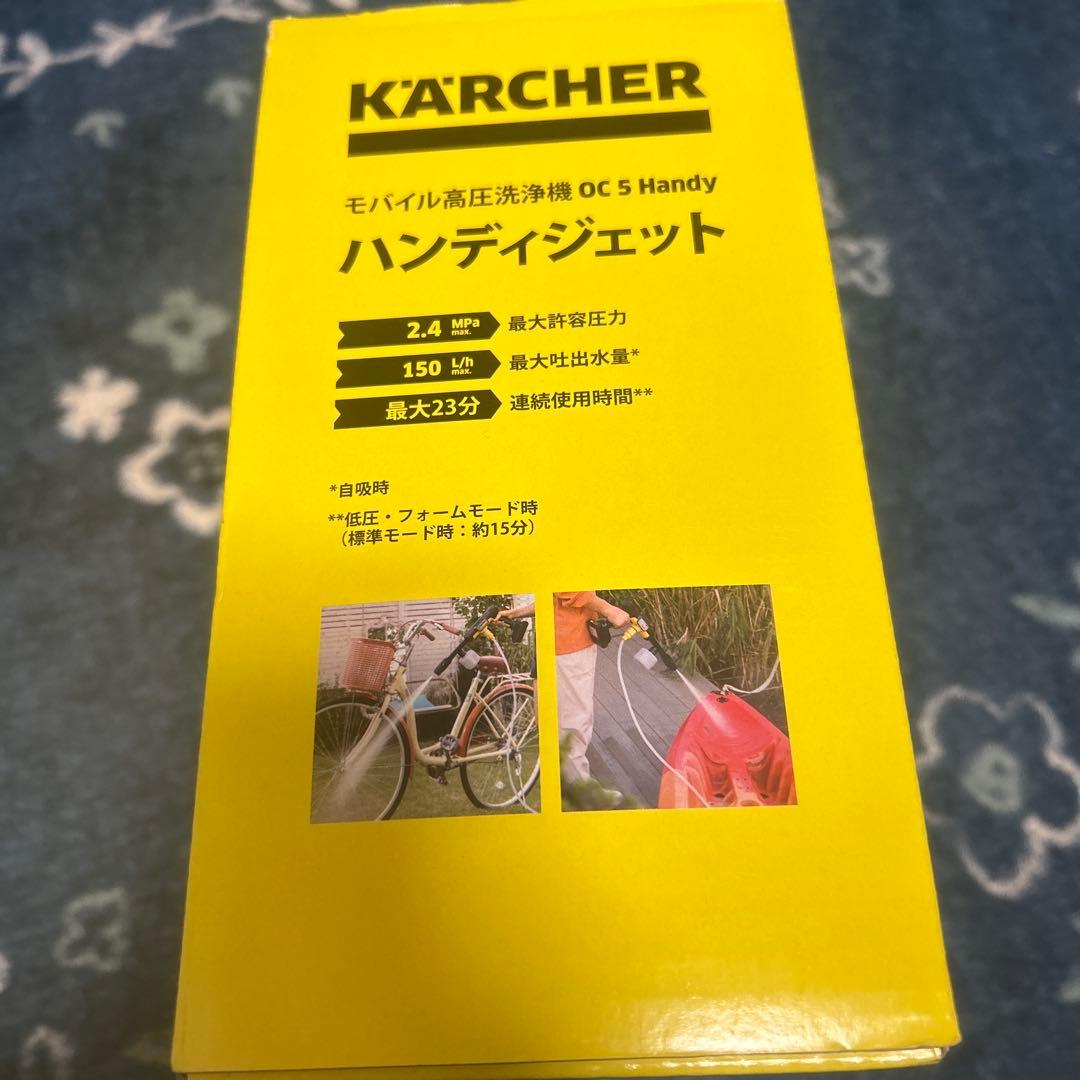 KÄRCHER
モバイル高圧洗浄機 OC 5 Handy
ハンディジェット
2.4 MPa max. 最大許容圧力
150 L/h max. 最大吐出水量*
最大23分 連続使用時間**
*自吸時
**低圧・フォームモード時
（標準モード時：約15分）